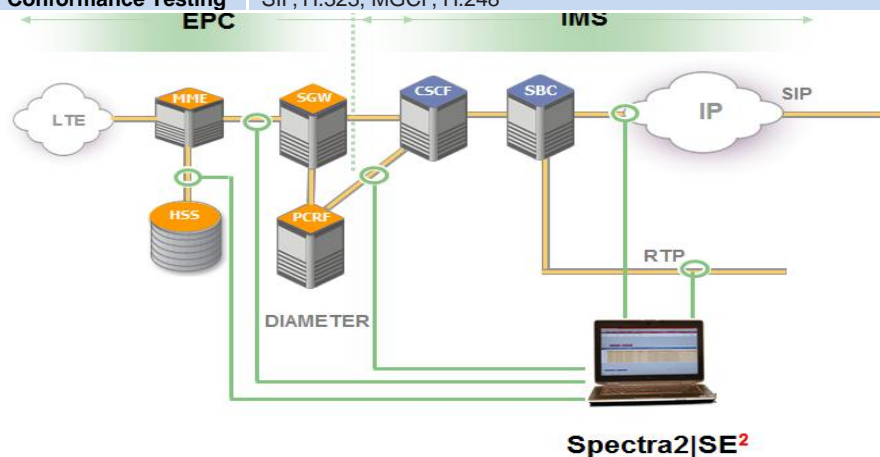 Conformance Testing SIP, H.323, MGCP, H.248
EPC IMS
MME SGW CSCF SBC
LTE IP SIP
HSS PCRF
RTP
DIAMETER
Spectra2|SE²